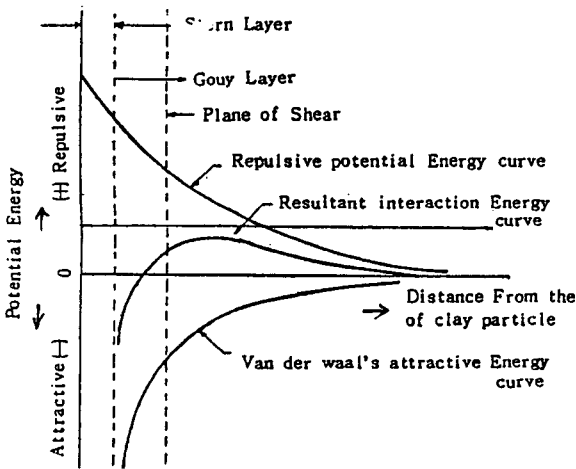 Layer
Gouy Layer
Plane of Shear
Repulsive potential Energy curve
Resultant interaction Energy
curve
Distance From the
of clay particle
Van der waal's attractive Energy
curve
Potential Energy
(+) Repulsive
0
Attractive (-)